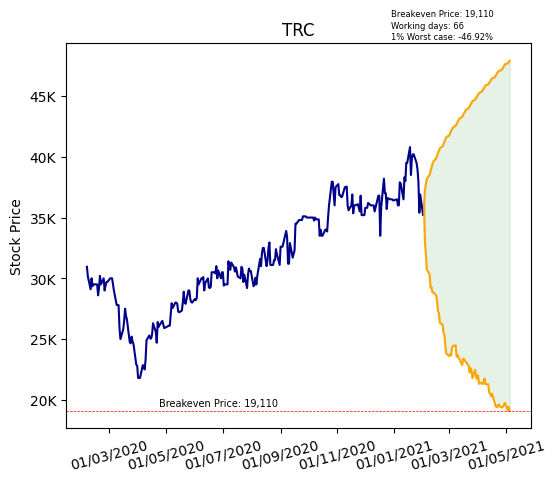 Breakeven Price: 19,110
Working days: 66
1% Worst case: -46.92%
TRC
Stock Price
45K
40K
35K
30K
25K
20K
Breakeven Price: 19,110
01/03/2020
01/05/2020
01/07/2020
01/09/2020
01/11/2020
01/01/2021
01/03/2021
01/05/2021